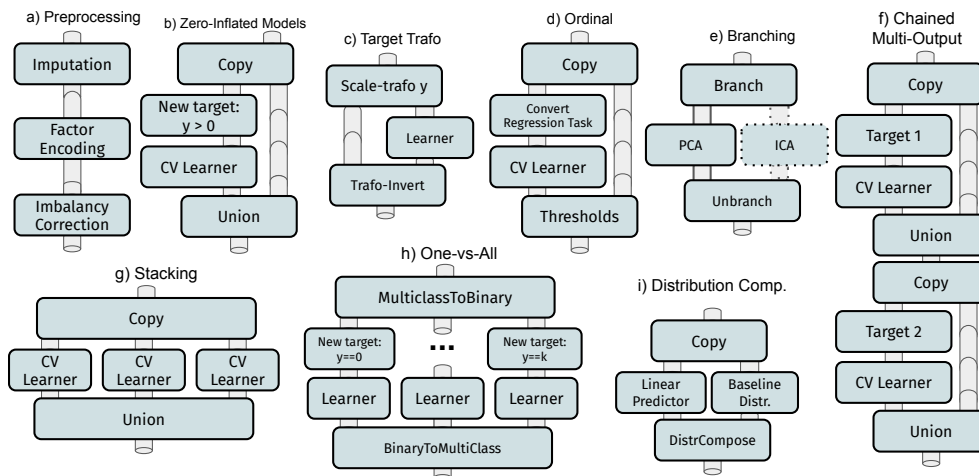 a) Preprocessing
Imputation
Factor
Encoding
Imbalancy
Correction
b) Zero-Inflated Models
Copy
New target:
y > 0
CV Learner
Union
c) Target Trafo
Scale-trafo y
Learner
Trafo-Invert
d) Ordinal
Copy
Convert
Regression Task
CV Learner
Thresholds
e) Branching
Branch
PCA
ICA
Unbranch
f) Chained
Multi-Output
Copy
Target 1
CV Learner
Union
Copy
Target 2
CV Learner
Union
g) Stacking
Copy
CV
Learner
CV
Learner
CV
Learner
Union
h) One-vs-All
MulticlassToBinary
New target:
y==0
...
New target:
y==k
Learner
Learner
Learner
BinaryToMultiClass
i) Distribution Comp.
Copy
Linear
Predictor
Baseline
Distr.
DistrCompose